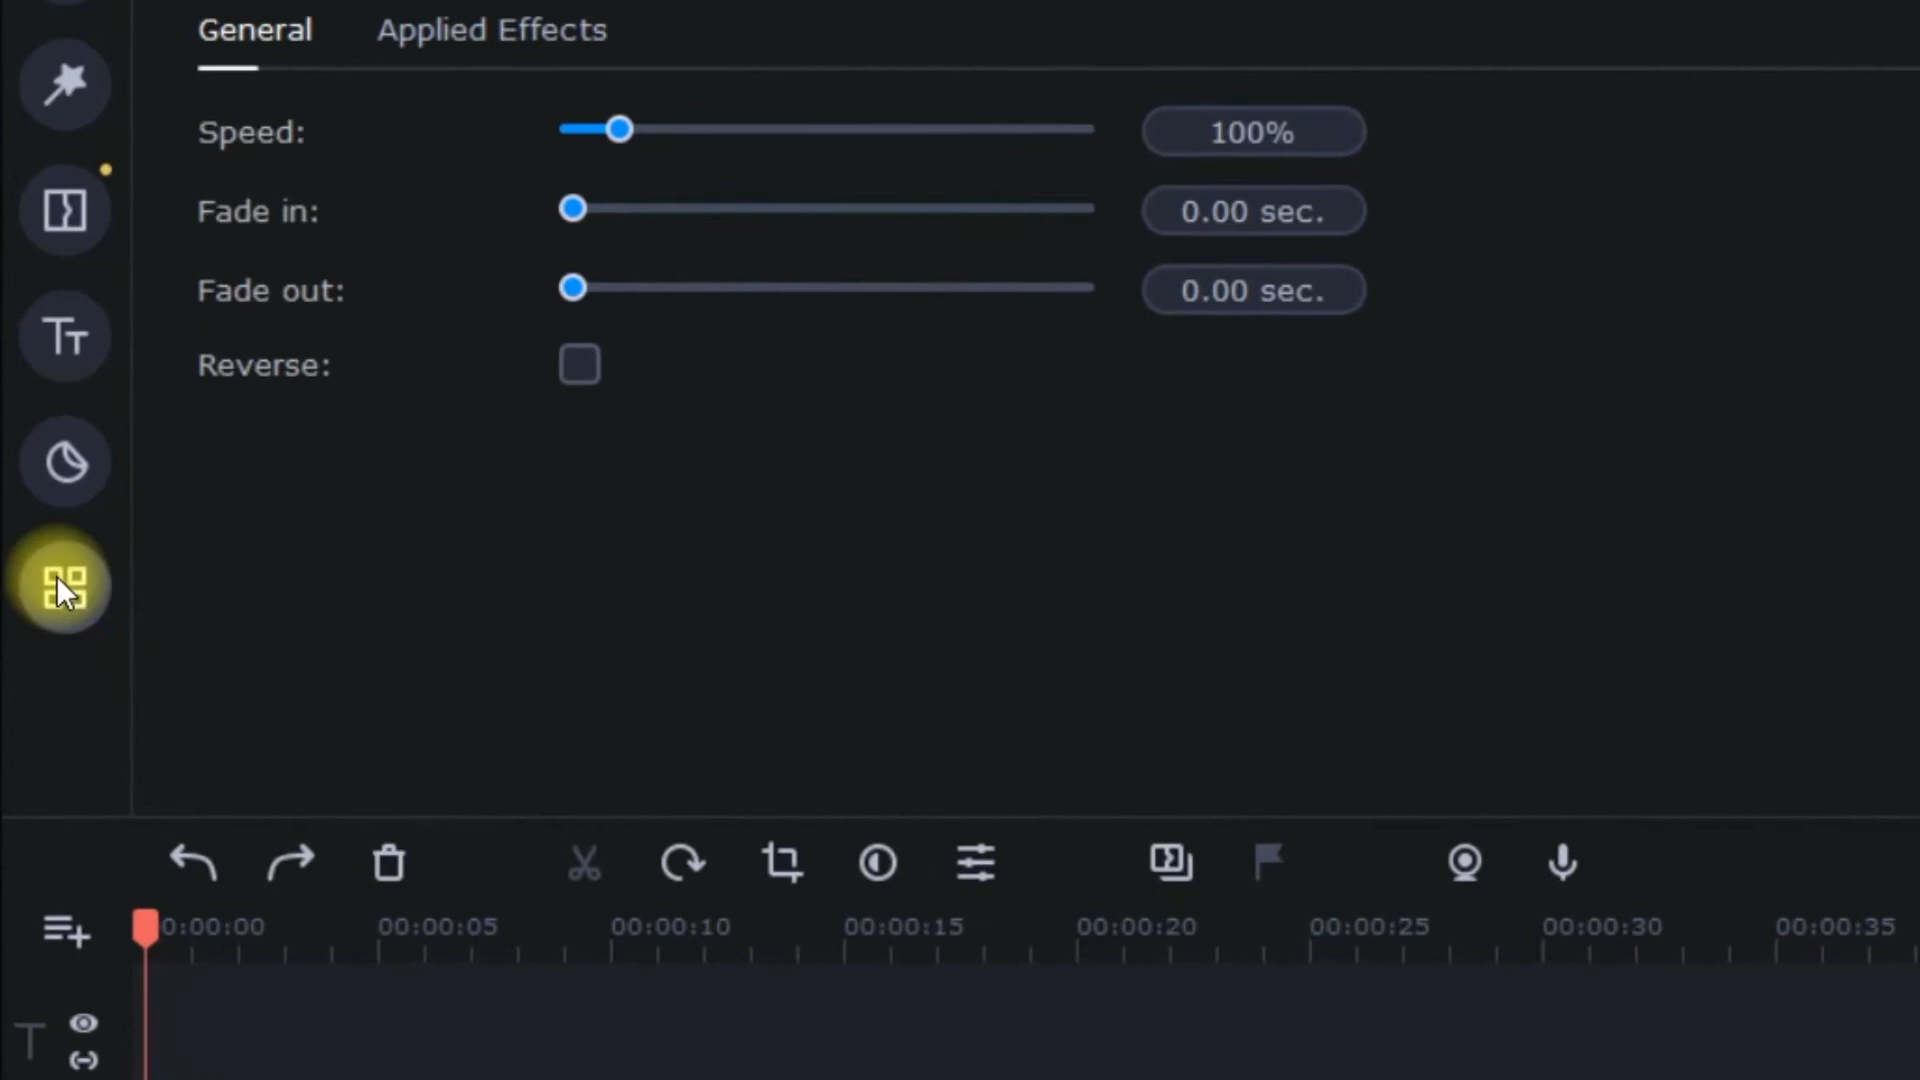 General Applied Effects
Speed: 100%
Fade in: 0.00 sec.
Fade out: 0.00 sec.
Reverse:
0:00:00 00:00:05 00:00:10 00:00:15 00:00:20 00:00:25 00:00:30 00:00:35